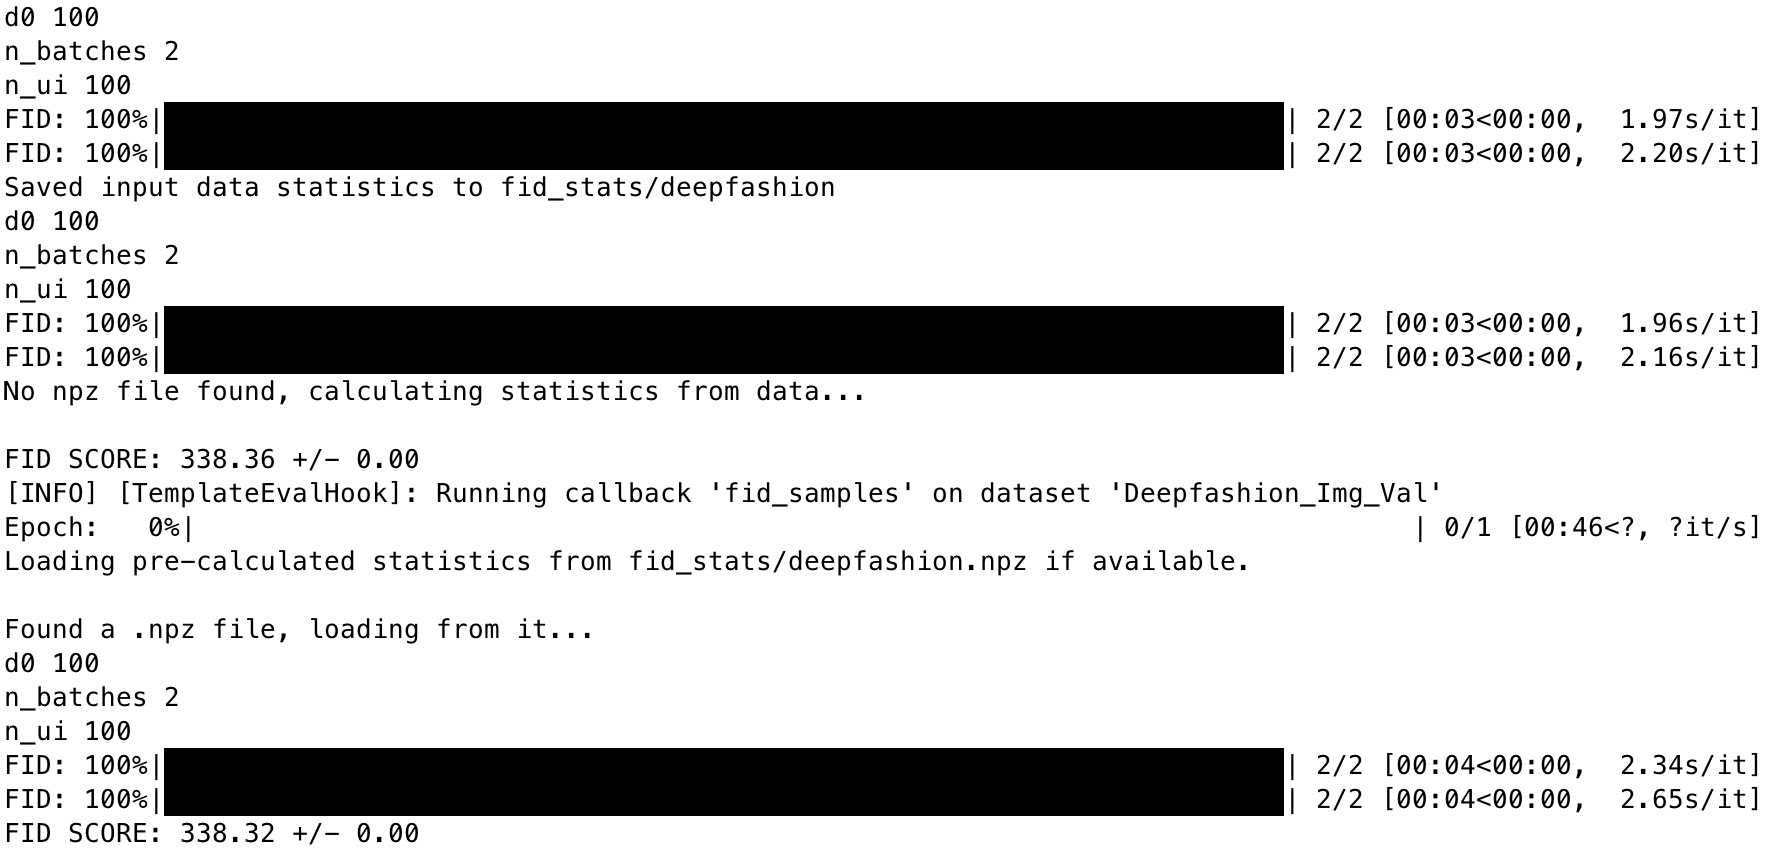 d0 100
n_batches 2
n_ui 100
FID: 100%|██████████████████████████████████████████████████████████████████████| 2/2 [00:03<00:00,  1.97s/it]
FID: 100%|██████████████████████████████████████████████████████████████████████| 2/2 [00:03<00:00,  2.20s/it]
Saved input data statistics to fid_stats/deepfashion
d0 100
n_batches 2
n_ui 100
FID: 100%|██████████████████████████████████████████████████████████████████████| 2/2 [00:03<00:00,  1.96s/it]
FID: 100%|██████████████████████████████████████████████████████████████████████| 2/2 [00:03<00:00,  2.16s/it]
No npz file found, calculating statistics from data...

FID SCORE: 338.36 +/- 0.00
[INFO] [TemplateEvalHook]: Running callback 'fid_samples' on dataset 'Deepfashion_Img_Val'
Epoch:   0%|                                                                            | 0/1 [00:46<?, ?it/s]
Loading pre-calculated statistics from fid_stats/deepfashion.npz if available.

Found a .npz file, loading from it...
d0 100
n_batches 2
n_ui 100
FID: 100%|██████████████████████████████████████████████████████████████████████| 2/2 [00:04<00:00,  2.34s/it]
FID: 100%|██████████████████████████████████████████████████████████████████████| 2/2 [00:04<00:00,  2.65s/it]
FID SCORE: 338.32 +/- 0.00